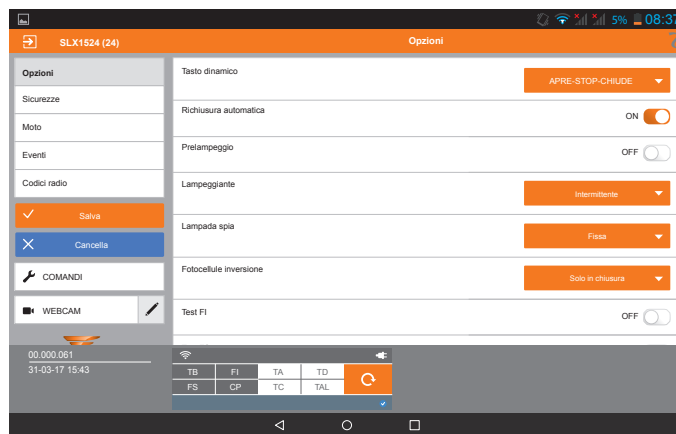 5% 08:37
SLX1524 (24) Opzioni
Opzioni
Sicurezze
Moto
Eventi
Codici radio
Salva
Cancella
COMANDI
WEBCAM
Tasto dinamico APRE-STOP-CHIUDE
Richiusura automatica ON
Prelampeggio OFF
Lampeggiante Intermittente
Lampada spia Fissa
Fotocellule inversione Solo in chiusura
Test FI OFF
00.000.061
31-03-17 15:43
TB FI TA TD
FS CP TC TAL